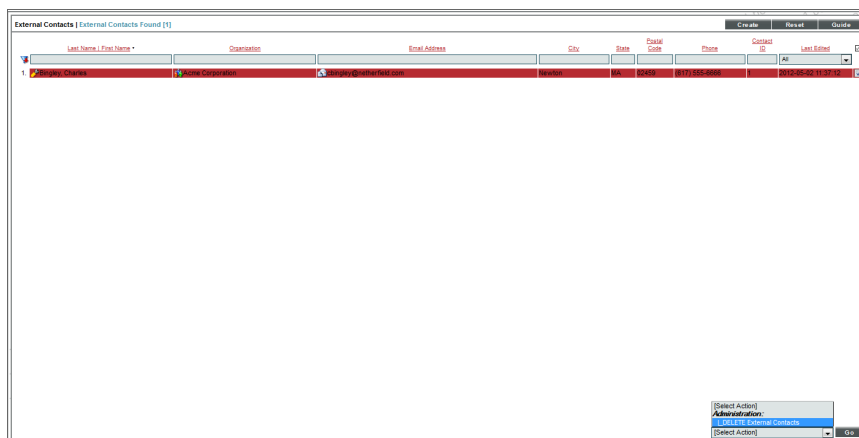 External Contacts | External Contacts Found [1]
Create Reset Guide
Last Name | First Name Organization Email Address City State Postal Code Phone Contact ID Last Edited
All
1. Bingley, Charles Acme Corporation cbingley@netherfield.com Newton MA 02459 (617) 555-6666 1 2012-05-02 11:37:12
[Select Action]
Administration:
|_DELETE External Contacts
[Select Action] Go